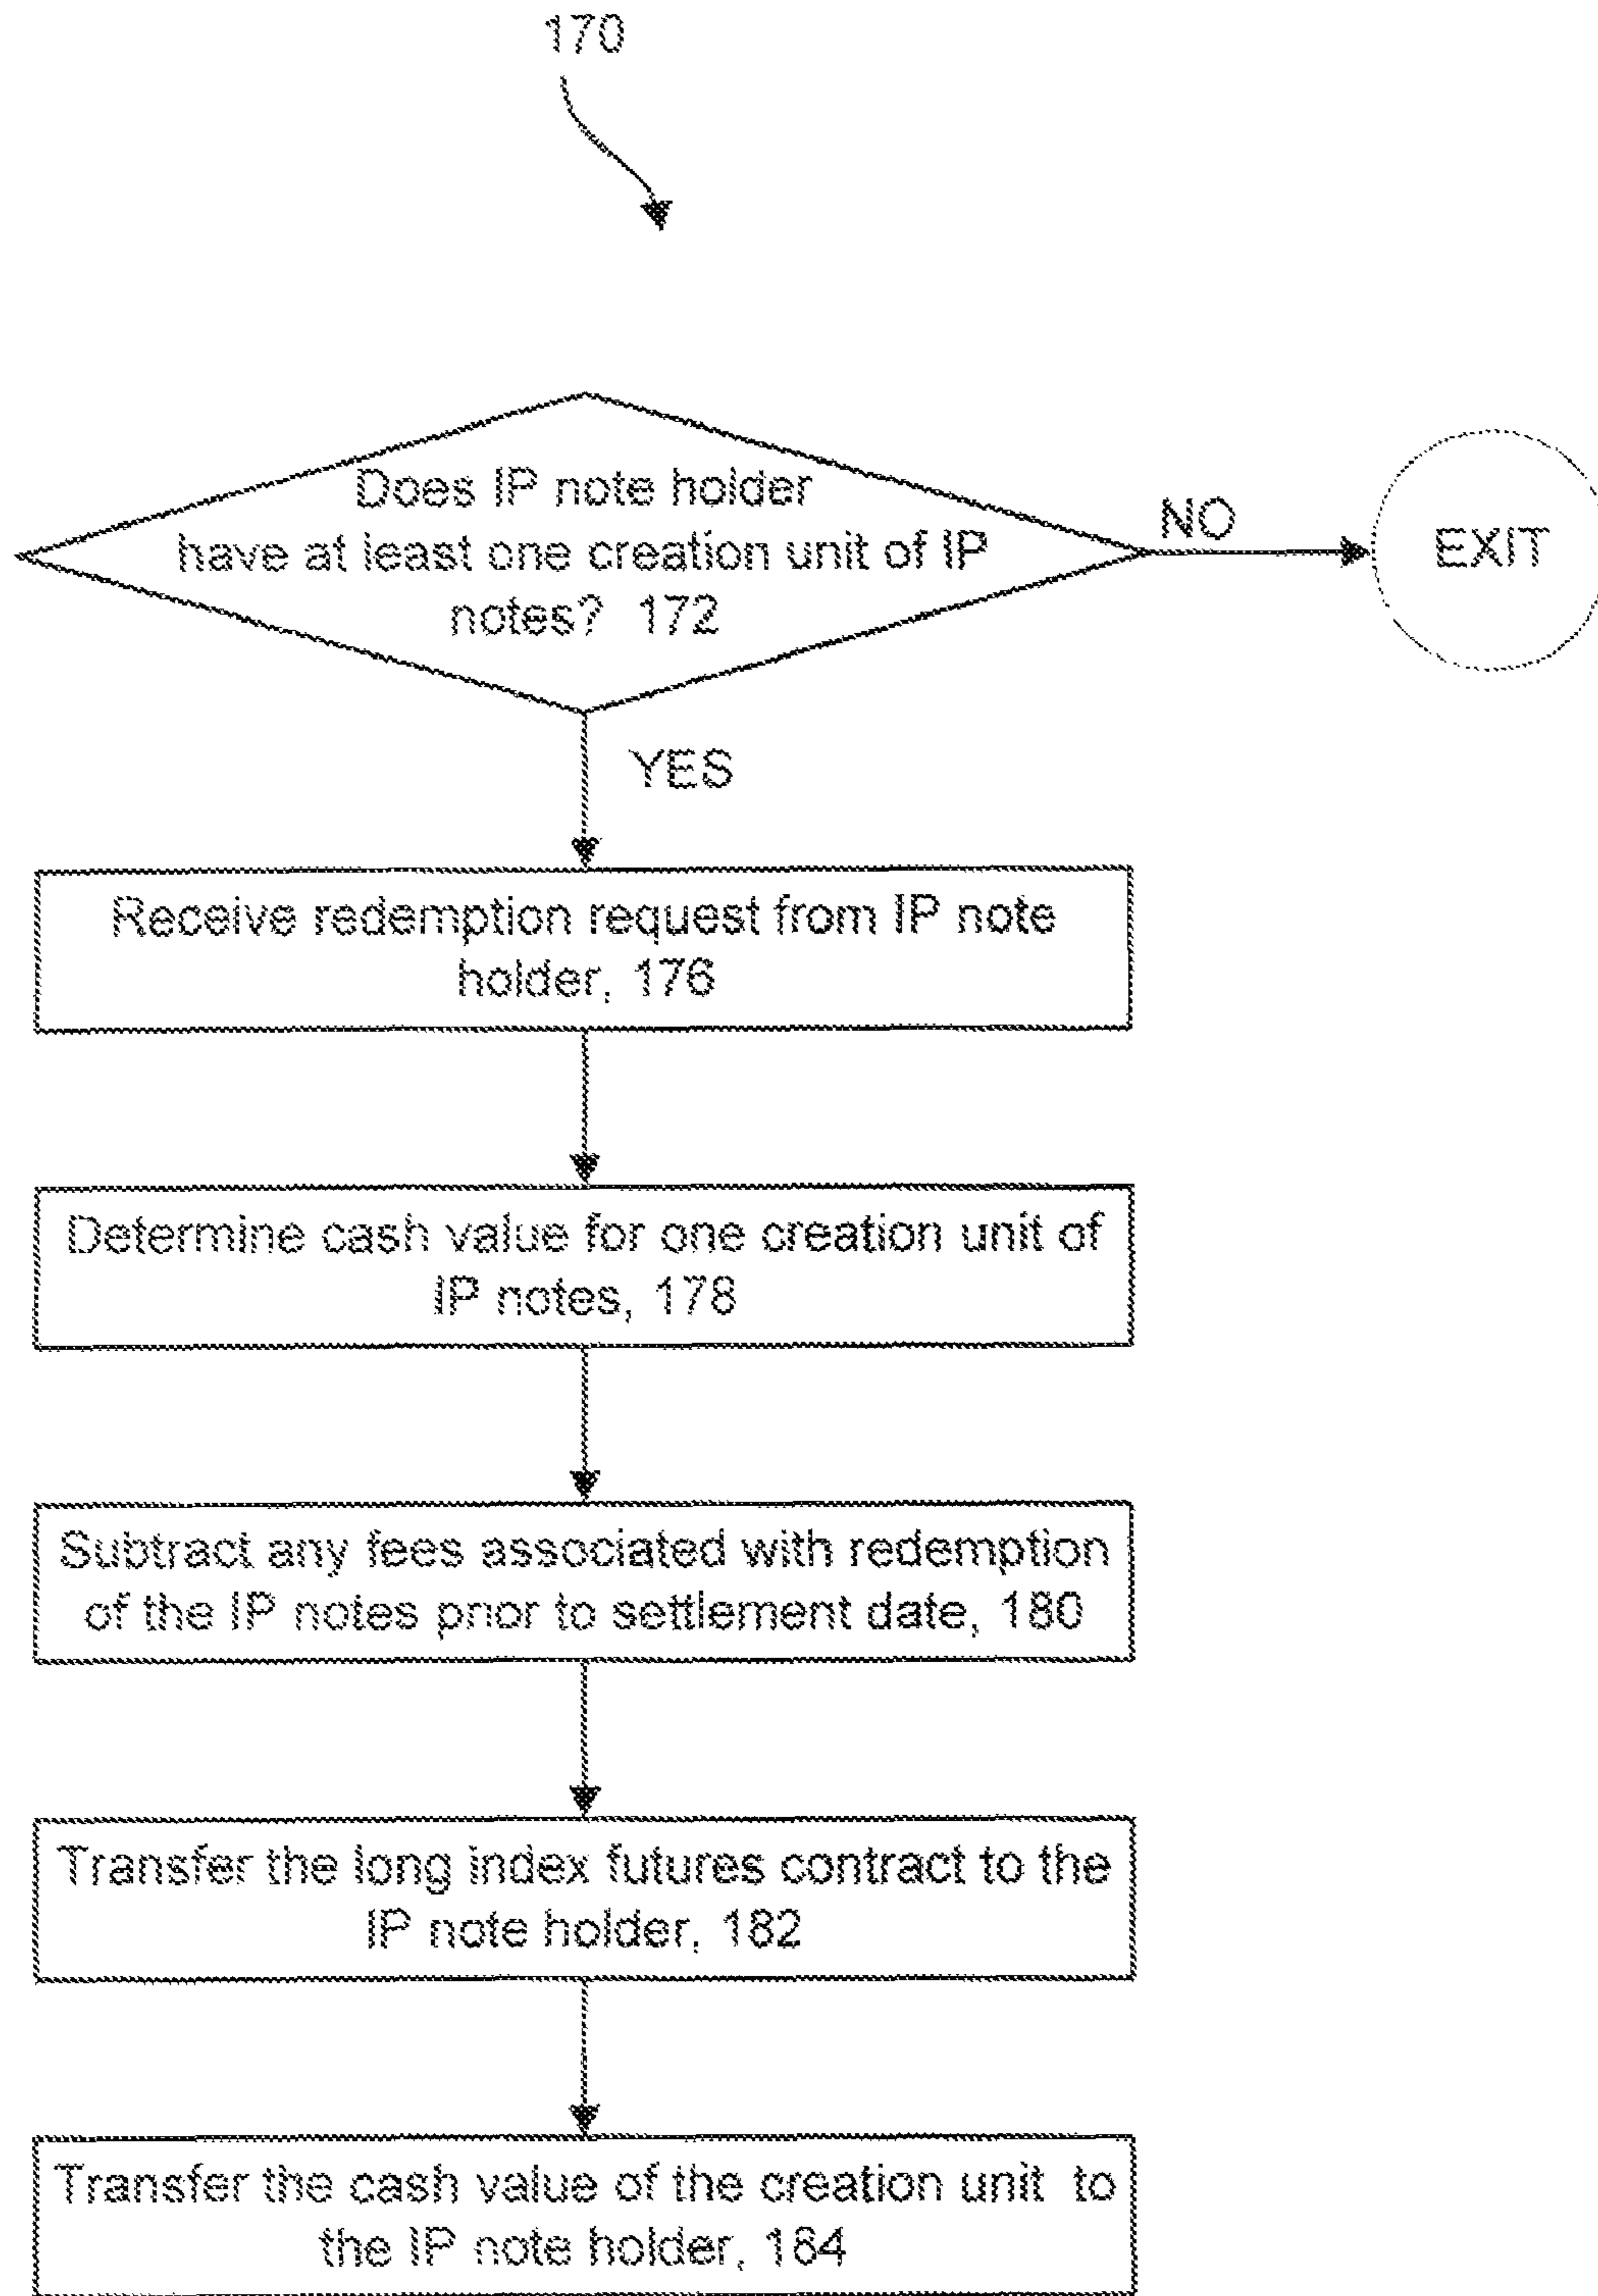 170
Does IP note holder
have at least one creation unit of IP
notes? 172
NO
EXIT
YES
Receive redemption request from IP note
holder, 176
Determine cash value for one creation unit of
IP notes, 178
Subtract any fees associated with redemption
of the IP notes prior to settlement date, 180
Transfer the long index futures contract to the
IP note holder, 182
Transfer the cash value of the creation unit to
the IP note holder, 184